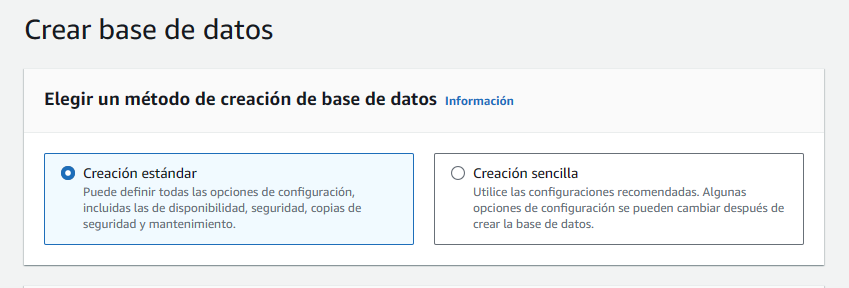 Crear base de datos
Elegir un método de creación de base de datos Información
Creación estándar
Puede definir todas las opciones de configuración,
incluidas las de disponibilidad, seguridad, copias de
seguridad y mantenimiento.
Creación sencilla
Utilice las configuraciones recomendadas. Algunas
opciones de configuración se pueden cambiar después de
crear la base de datos.